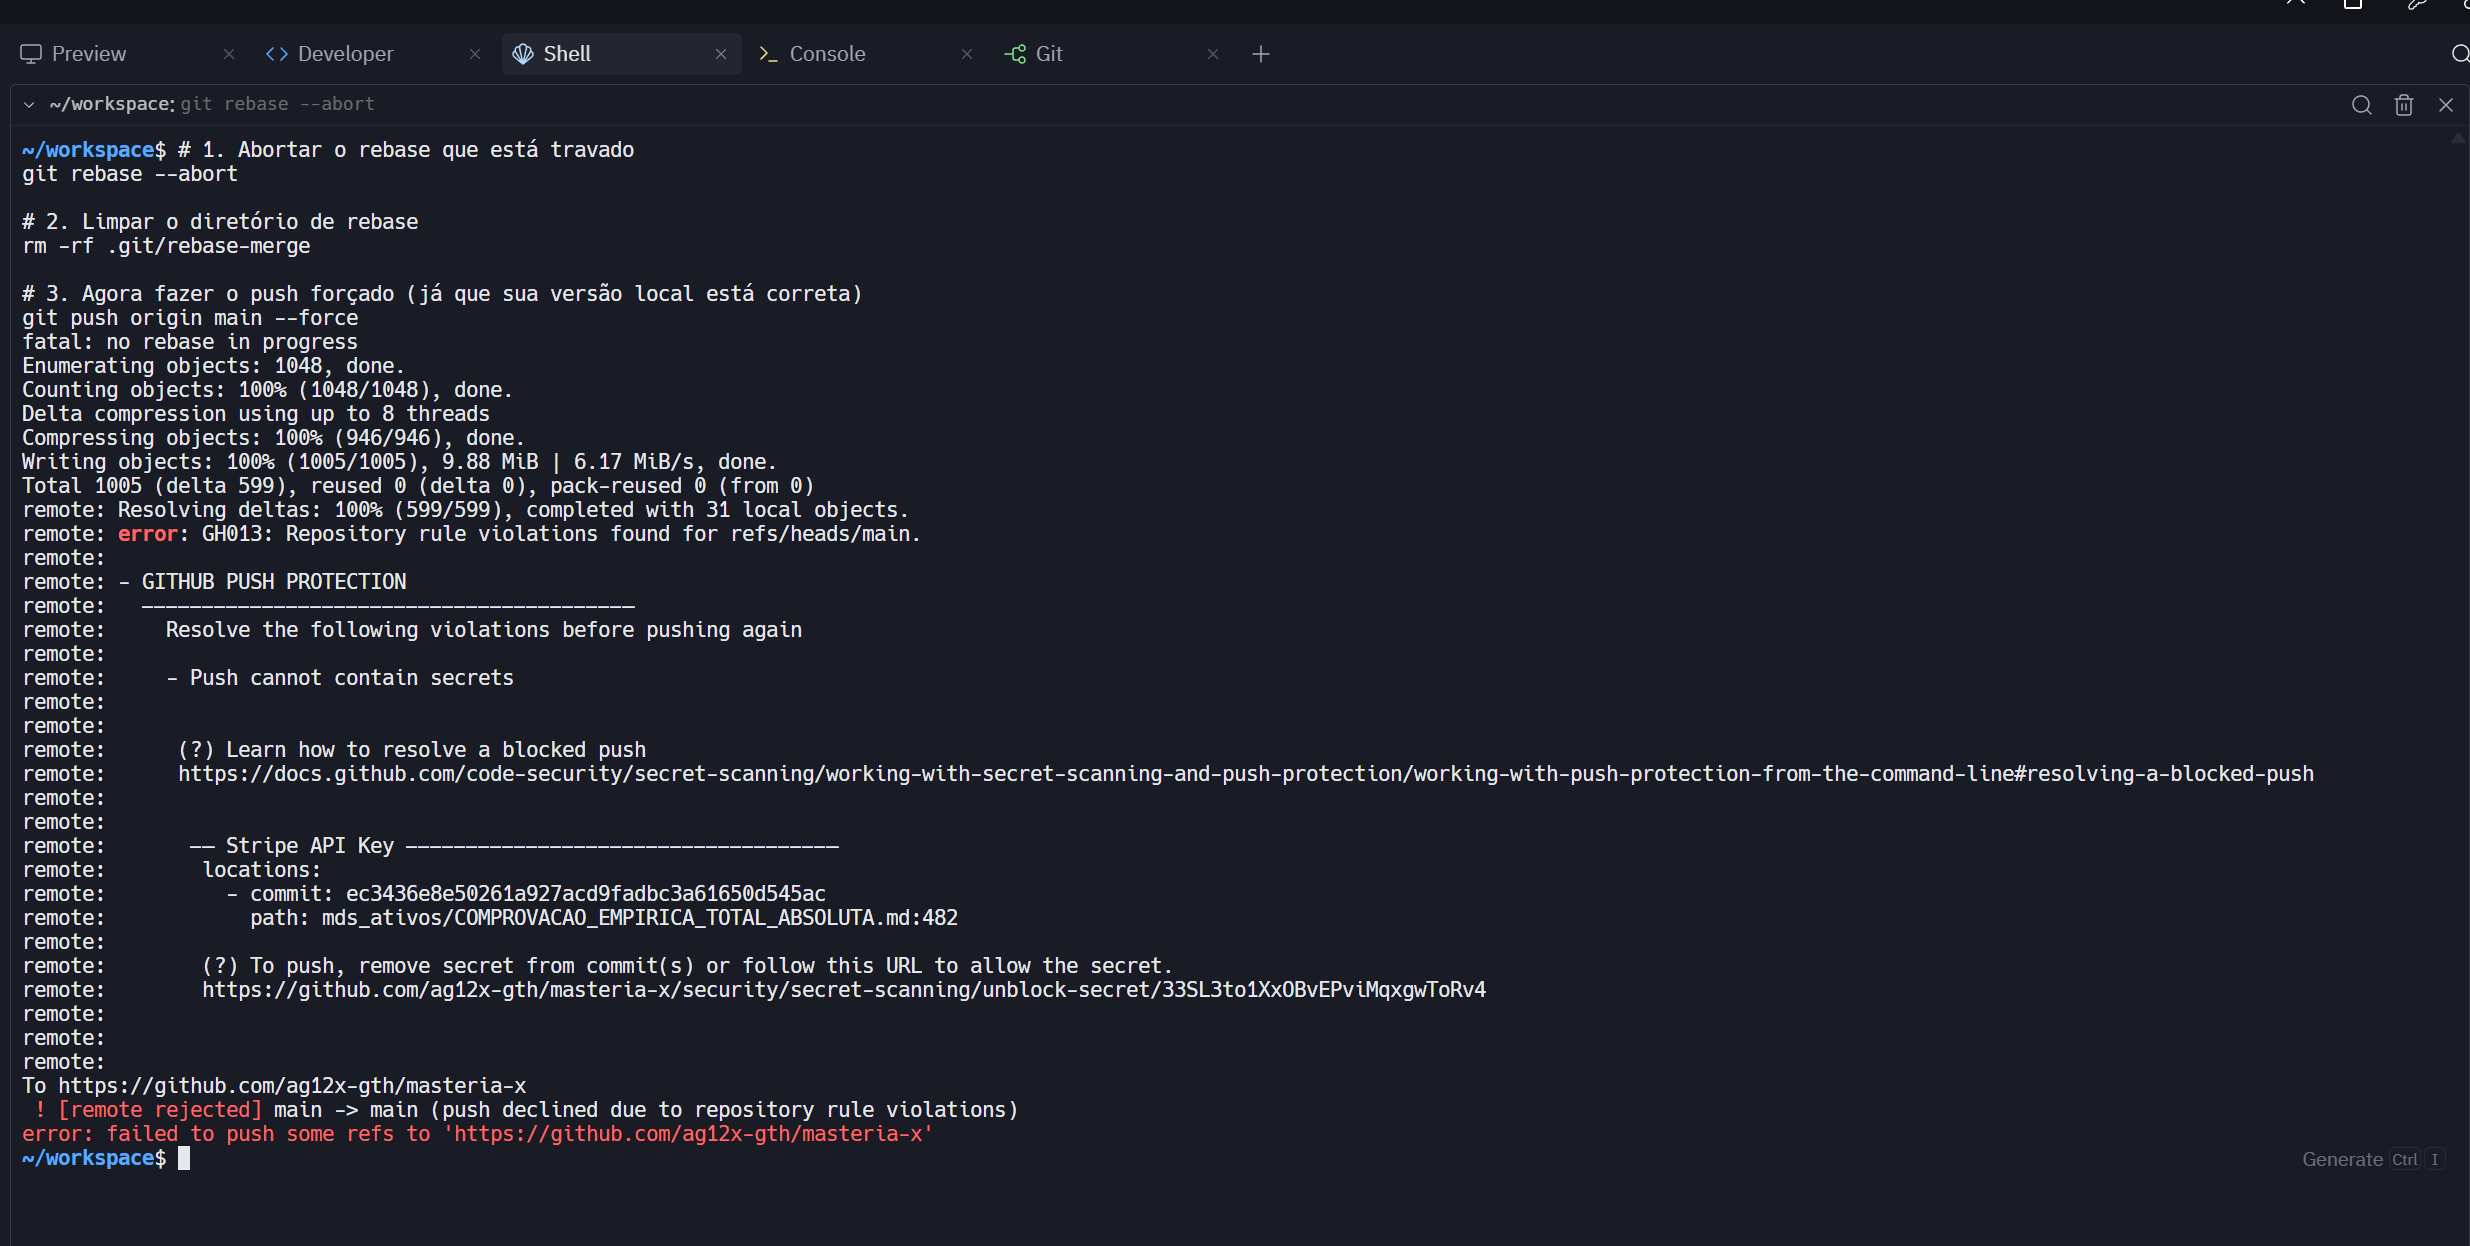 Preview
Developer
Shell
Console
Git
~/workspace: git rebase --abort
~/workspace$ # 1. Abortar o rebase que está travado
git rebase --abort
# 2. Limpar o diretório de rebase
rm -rf .git/rebase-merge
# 3. Agora fazer o push forçado (já que sua versão local está correta)
git push origin main --force
fatal: no rebase in progress
Enumerating objects: 1048, done.
Counting objects: 100% (1048/1048), done.
Delta compression using up to 8 threads
Compressing objects: 100% (946/946), done.
Writing objects: 100% (1005/1005), 9.88 MiB | 6.17 MiB/s, done.
Total 1005 (delta 599), reused 0 (delta 0), pack-reused 0 (from 0)
remote: Resolving deltas: 100% (599/599), completed with 31 local objects.
remote: error: GH013: Repository rule violations found for refs/heads/main.
remote:
remote: - GITHUB PUSH PROTECTION
remote:   —————————————————————————————————————————
remote:     Resolve the following violations before pushing again
remote:
remote:     - Push cannot contain secrets
remote:
remote:
remote:      (?) Learn how to resolve a blocked push
remote:      https://docs.github.com/code-security/secret-scanning/working-with-secret-scanning-and-push-protection/working-with-push-protection-from-the-command-line#resolving-a-blocked-push
remote:
remote:
remote:       —— Stripe API Key ————————————————————————————————————
remote:        locations:
remote:          - commit: ec3436e8e50261a927acd9fadbc3a61650d545ac
remote:            path: mds_ativos/COMPROVACAO_EMPIRICA_TOTAL_ABSOLUTA.md:482
remote:
remote:        (?) To push, remove secret from commit(s) or follow this URL to allow the secret.
remote:        https://github.com/ag12x-gth/masteria-x/security/secret-scanning/unblock-secret/33SL3to1XxOBvEPviMqxgwToRv4
remote:
remote:
remote:
To https://github.com/ag12x-gth/masteria-x
 ! [remote rejected] main -> main (push declined due to repository rule violations)
error: failed to push some refs to 'https://github.com/ag12x-gth/masteria-x'
~/workspace$
Generate Ctrl I